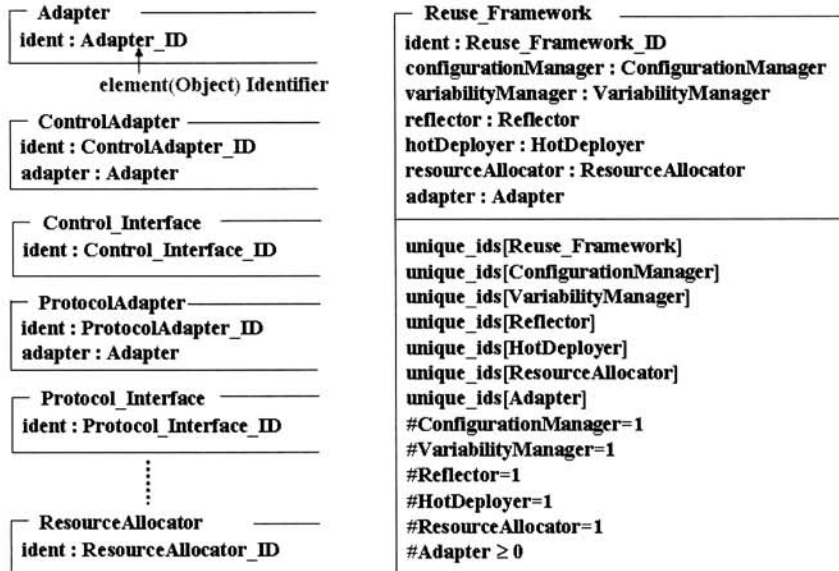 Adapter
ident : Adapter_ID
element(Object) Identifier
ControlAdapter
ident : ControlAdapter_ID
adapter : Adapter
Control_Interface
ident : Control_Interface_ID
ProtocolAdapter
ident : ProtocolAdapter_ID
adapter : Adapter
Protocol_Interface
ident : Protocol_Interface_ID
ResourceAllocator
ident : ResourceAllocator_ID
Reuse_Framework
ident : Reuse_Framework_ID
configurationManager : ConfigurationManager
variabilityManager : VariabilityManager
reflector : Reflector
hotDeployer : HotDeployer
resourceAllocator : ResourceAllocator
adapter : Adapter
unique_ids[Reuse_Framework]
unique_ids[ConfigurationManager]
unique_ids[VariabilityManager]
unique_ids[Reflector]
unique_ids[HotDeployer]
unique_ids[ResourceAllocator]
unique_ids[Adapter]
#ConfigurationManager=1
#VariabilityManager=1
#Reflector=1
#HotDeployer=1
#ResourceAllocator=1
#Adapter ≥ 0